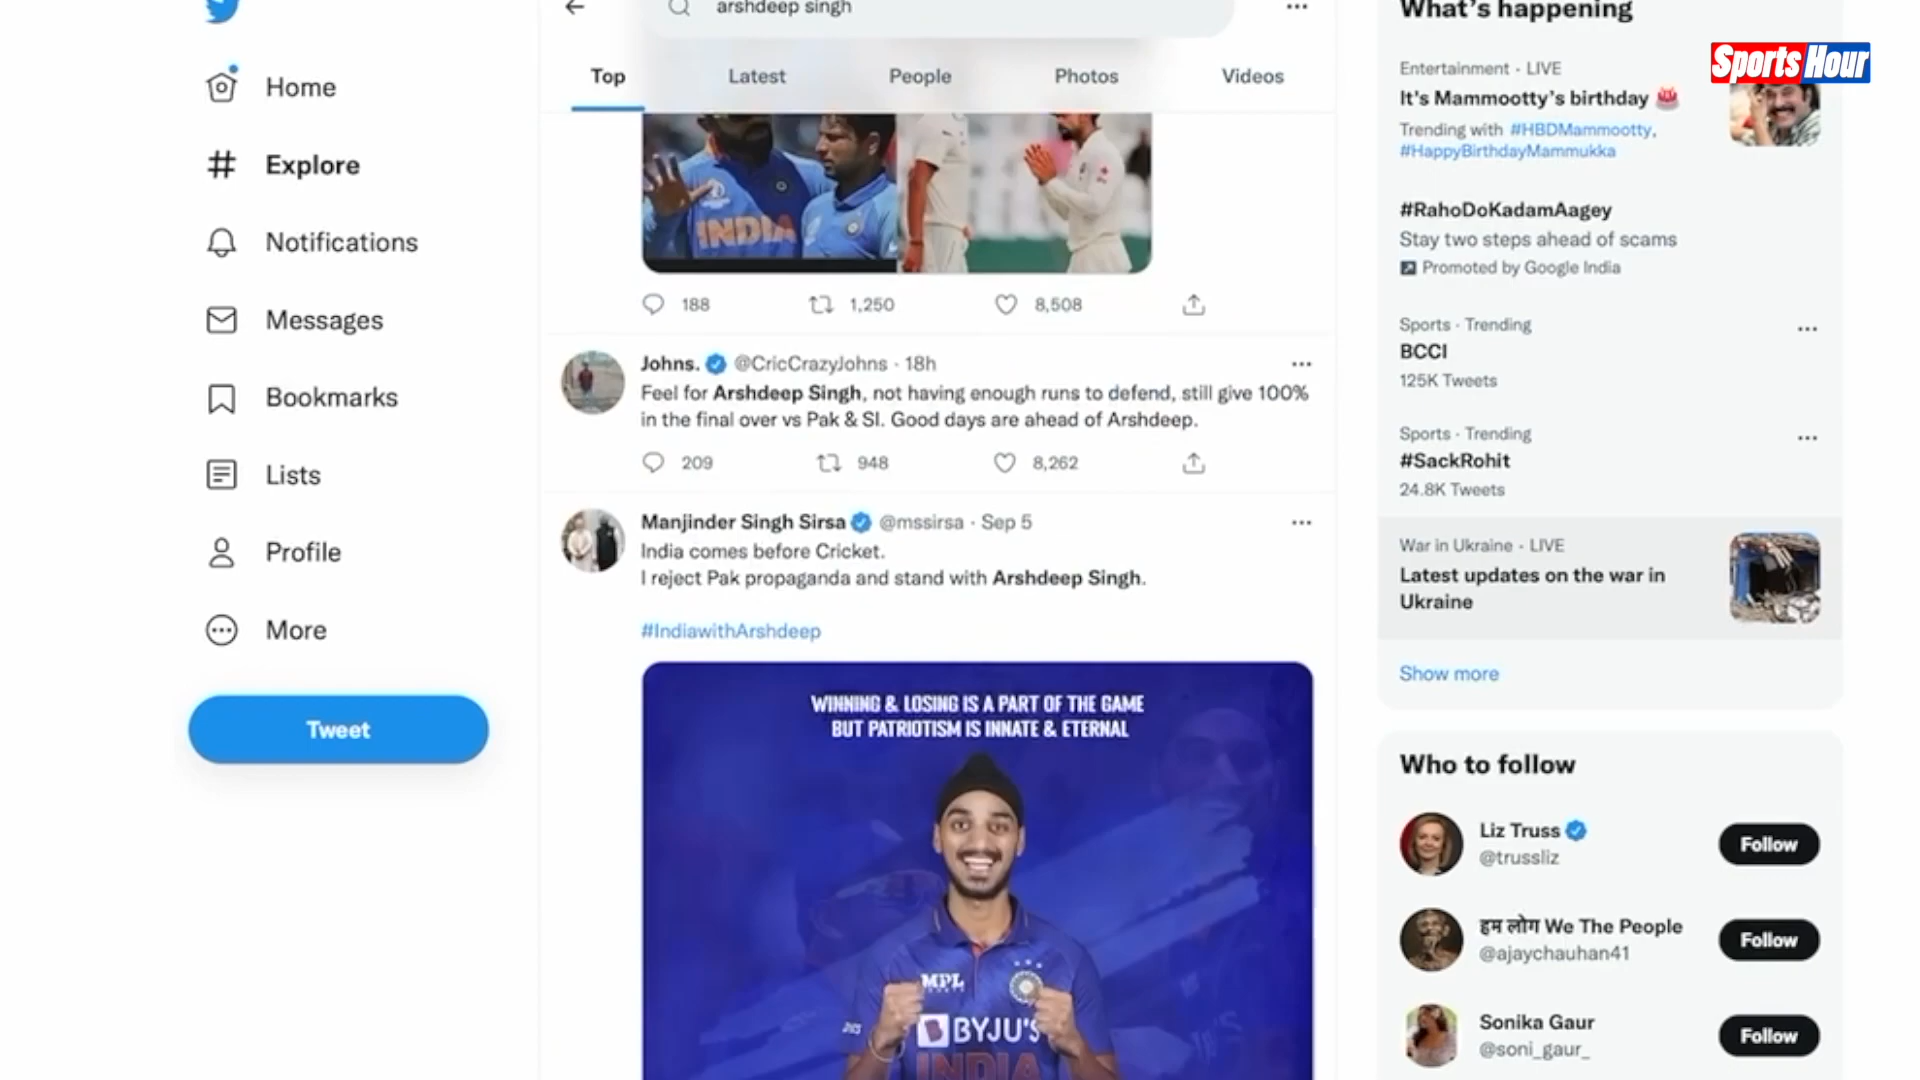 arshdeep singh
What's happening
Sports Hour
Home
Explore
Notifications
Messages
Bookmarks
Lists
Profile
More
Tweet
Top
Latest
People
Photos
Videos
INDIA
188
1,250
8,508
Johns. @CricCrazyJohns · 18h
Feel for Arshdeep Singh, not having enough runs to defend, still give 100%
in the final over vs Pak & Sl. Good days are ahead of Arshdeep.
209
948
8,262
Manjinder Singh Sirsa @mssirsa · Sep 5
India comes before Cricket.
I reject Pak propaganda and stand with Arshdeep Singh.
#IndiawithArshdeep
WINNING & LOSING IS A PART OF THE GAME
BUT PATRIOTISM IS INNATE & ETERNAL
MPL
BYJU'S
INDIA
Entertainment · LIVE
It's Mammootty's birthday
Trending with #HBDMammootty,
#HappyBirthdayMammukka
#RahoDoKadamAagey
Stay two steps ahead of scams
Promoted by Google India
Sports · Trending
BCCI
125K Tweets
Sports · Trending
#SackRohit
24.8K Tweets
War in Ukraine · LIVE
Latest updates on the war in
Ukraine
Show more
Who to follow
Liz Truss
@trussliz
Follow
हम लोग We The People
@ajaychauhan41
Follow
Sonika Gaur
@soni_gaur_
Follow